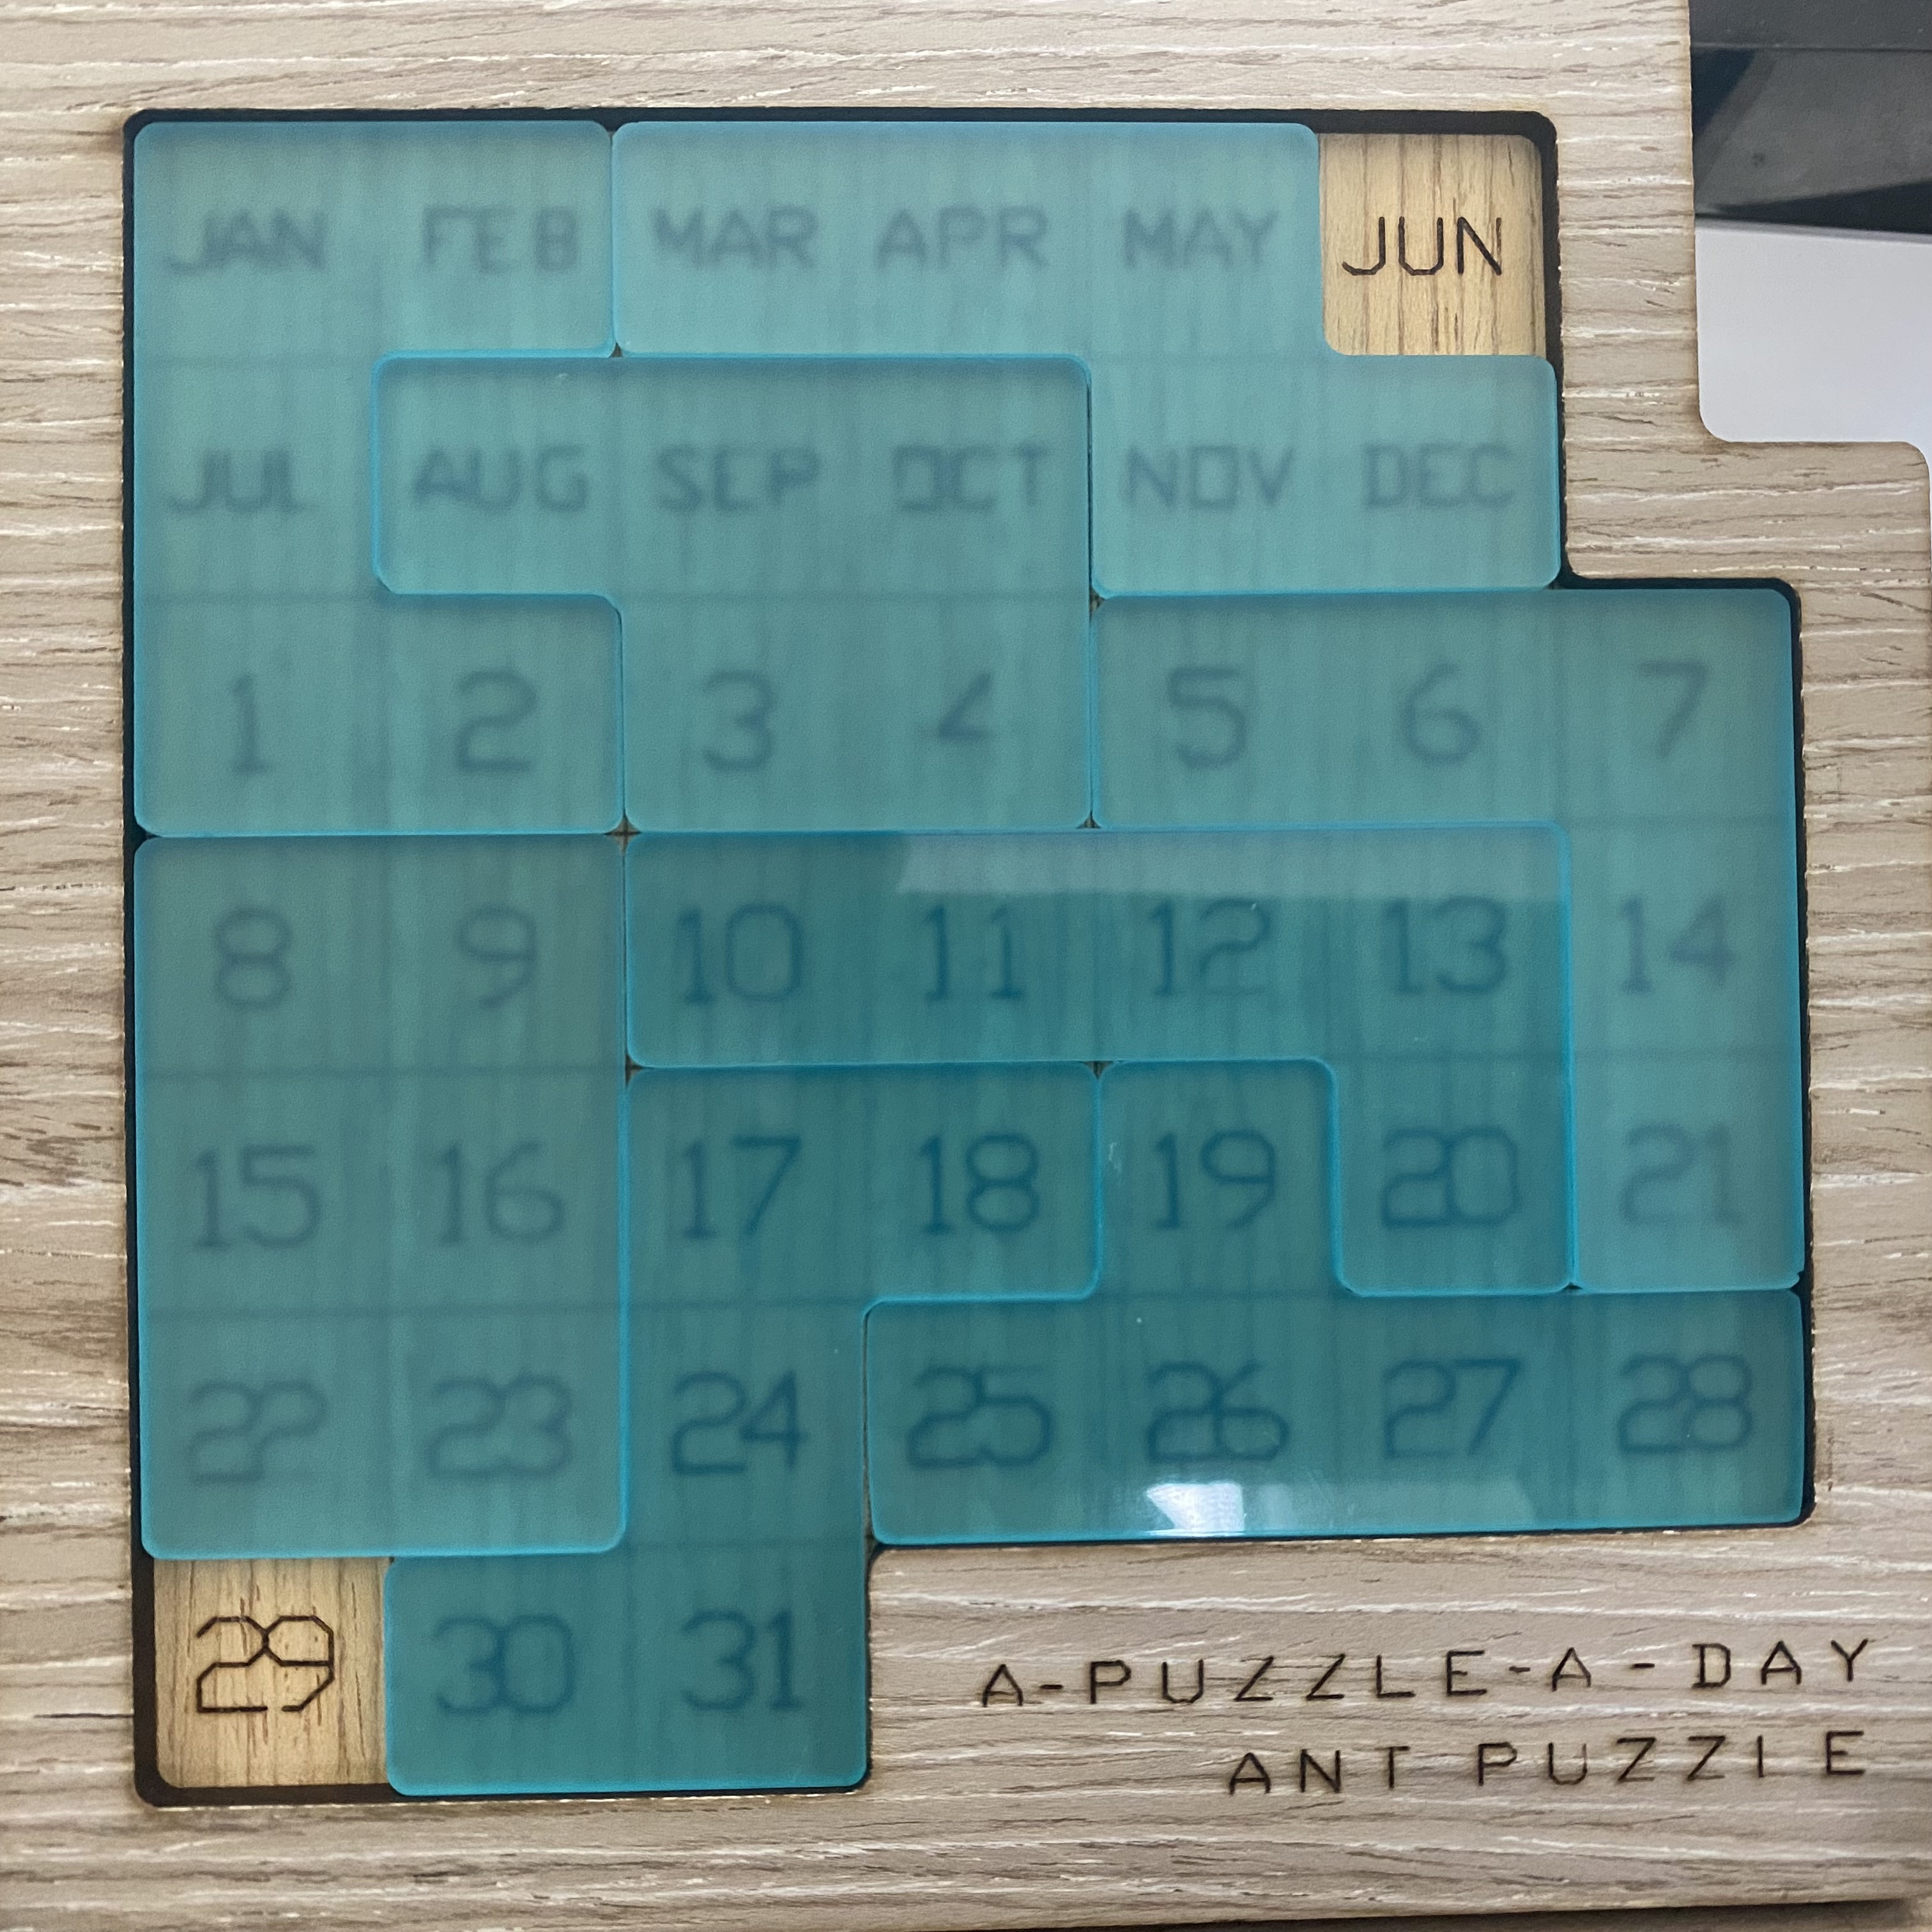 JAN FEB MAR APR MAY JUN
JUL AUG SEP OCT NOV DEC
1 2 3 4 5 6 7
8 9 10 11 12 13 14
15 16 17 18 19 20 21
22 23 24 25 26 27 28
29 30 31
A-PUZZLE-A-DAY
ANT PUZZLE